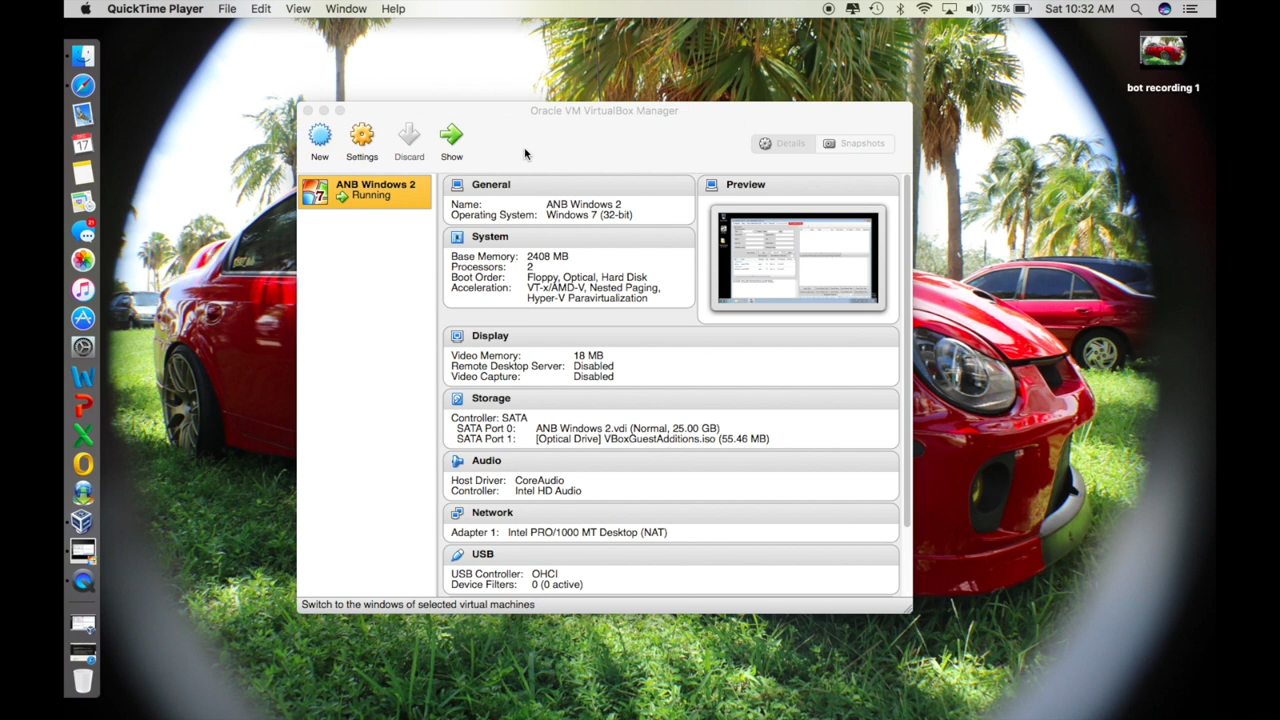 QuickTime Player File Edit View Window Help 75% Sat 10:32 AM
bot recording 1
Oracle VM VirtualBox Manager
New Settings Discard Show Details Snapshots
ANB Windows 2
Running
General
Name: ANB Windows 2
Operating System: Windows 7 (32-bit)
Preview
System
Base Memory: 2408 MB
Processors: 2
Boot Order: Floppy, Optical, Hard Disk
Acceleration: VT-x/AMD-V, Nested Paging,
Hyper-V Paravirtualization
Display
Video Memory: 18 MB
Remote Desktop Server: Disabled
Video Capture: Disabled
Storage
Controller: SATA
SATA Port 0: ANB Windows 2.vdi (Normal, 25.00 GB)
SATA Port 1: [Optical Drive] VBoxGuestAdditions.iso (55.46 MB)
Audio
Host Driver: CoreAudio
Controller: Intel HD Audio
Network
Adapter 1: Intel PRO/1000 MT Desktop (NAT)
USB
USB Controller: OHCI
Device Filters: 0 (0 active)
Switch to the windows of selected virtual machines
17
21